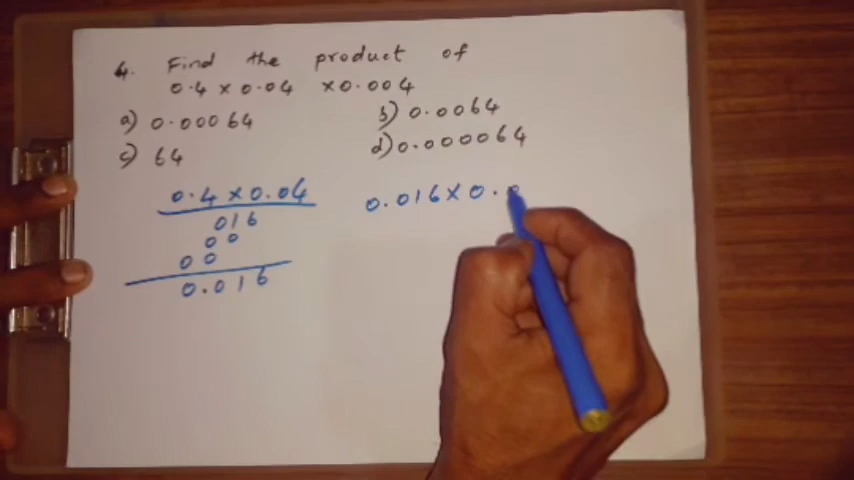 4. Find the product of
0.4 x 0.04 x 0.004
a) 0.00064
b) 0.0064
c) 64
d) 0.000064
0.4 x 0.04
016
00
00
0.016
0.016 x 0.0